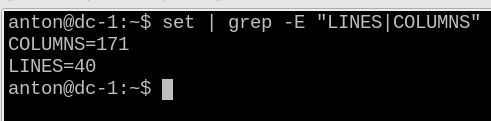 anton@dc-1:~$ set | grep -E "LINES|COLUMNS"
COLUMNS=171
LINES=40
anton@dc-1:~$